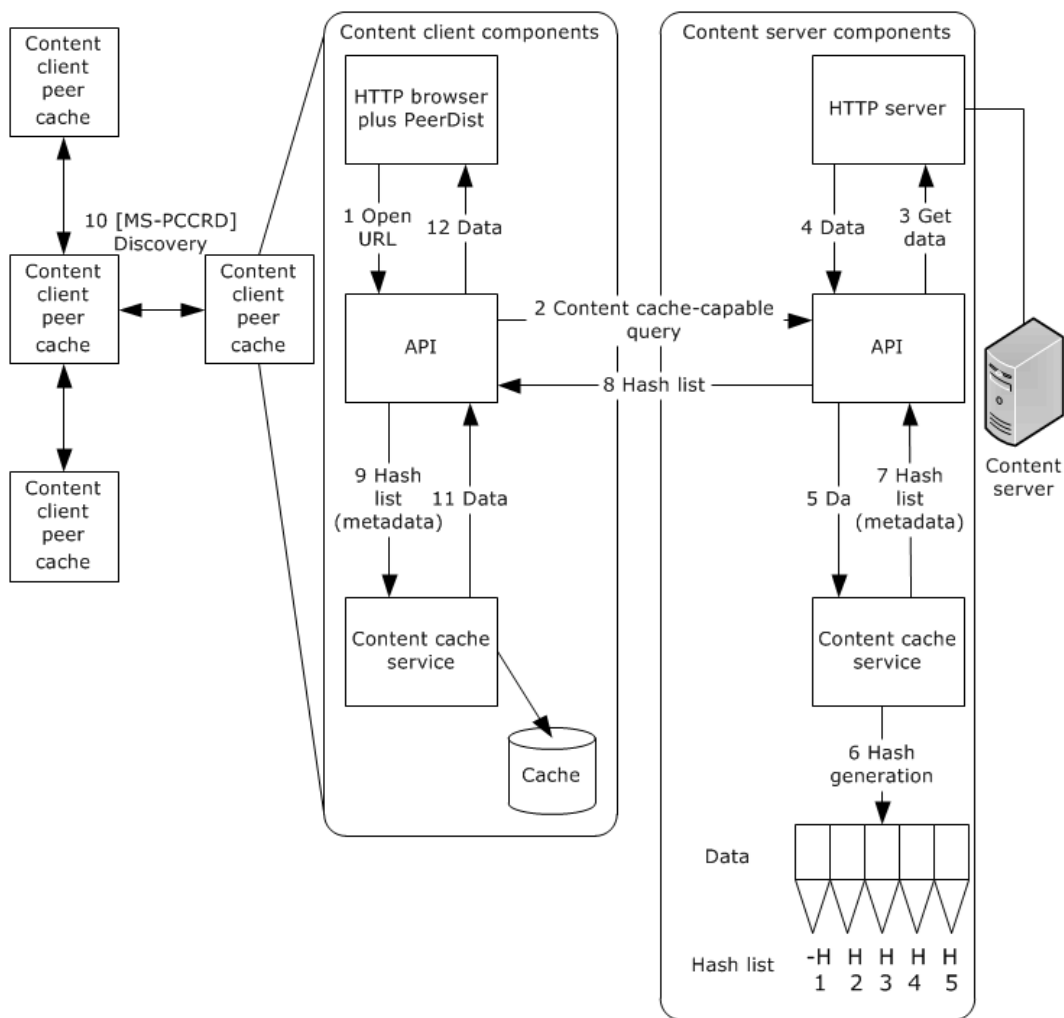 Content
client
peer
cache
10 [MS-PCCRD]
Discovery
Content
client
peer
cache
Content
client
peer
cache
Content
client
peer
cache
Content client components
HTTP browser
plus PeerDist
1 Open
URL
12 Data
API
9 Hash
list
(metadata)
11 Data
Content cache
service
Cache
2 Content cache-capable
query
8 Hash list
Content server components
HTTP server
4 Data
3 Get
data
API
5 Da
7 Hash
list
(metadata)
Content cache
service
6 Hash
generation
Data
Hash list
-H H H H H
1 2 3 4 5
Content
server